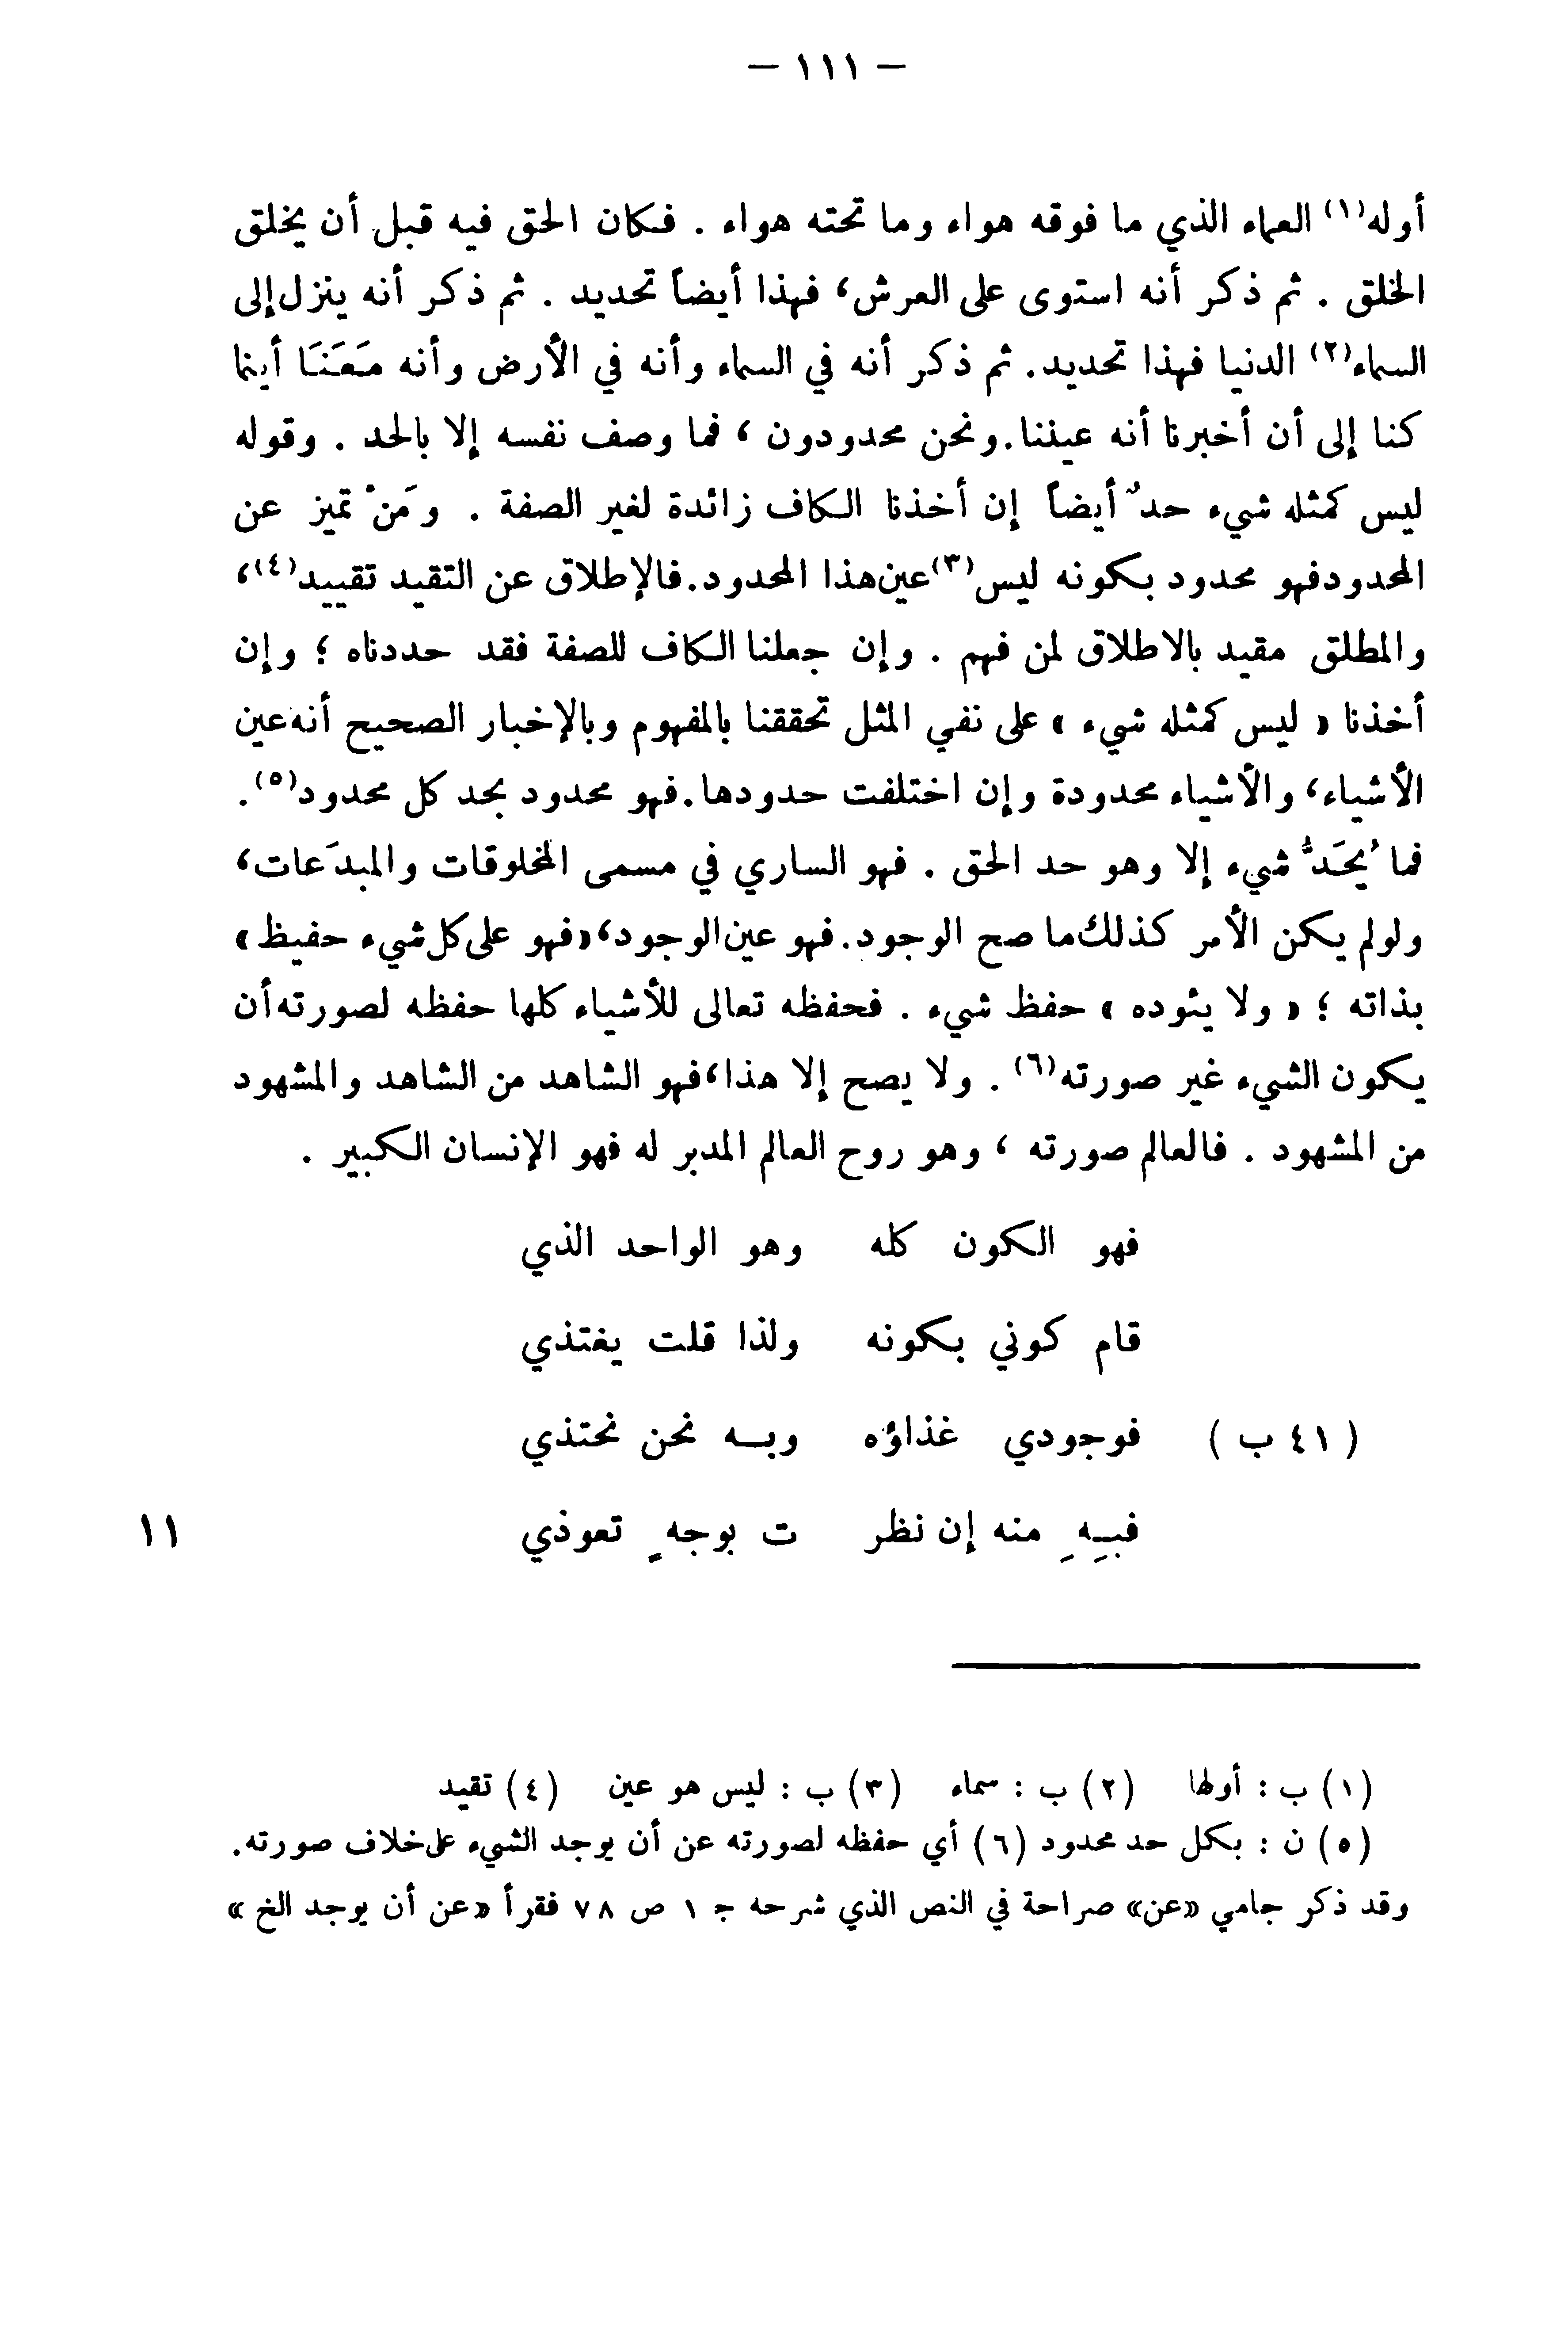 — ١١١ —
أوله(١) العماء الذي ما فوقه هواء وما تحته هواء . فكان الحق فيه قبل أن يخلق
الخلق . ثم ذكر أنه استوى على العرش، فهذا أيضاً تحديد . ثم ذكر أنه ينزل إلى
السماء(٢) الدنيا فهذا تحديد. ثم ذكر أنه في السماء وأنه في الأرض وأنه مَعَنَا أينما
كنا إلى أن أخبرنا أنه عيننا. ونحن محدودون ، فما وصف نفسه إلا بالحد . وقوله
ليس كمثله شيء حدٌ أيضاً إن أخذنا الكاف زائدة لغير الصفة . ومَنْ تميز عن
المحدود فهو محدود بكونه ليس(٣) عين هذا المحدود. فالإطلاق عن التقيد تقييد(٤)،
والمطلق مقيد بالاطلاق لمن فهم . وإن جعلنا الكاف للصفة فقد حددناه ؛ وإن
أخذنا « ليس كمثله شيء » على نفي المثل تحققنا بالمفهوم وبالإخبار الصحيح أنه عين
الأشياء، والأشياء محدودة وإن اختلفت حدودها. فهو محدود بحد كل محدود(٥).
فما يُحَدُّ شيء إلا وهو حد الحق . فهو الساري في مسمى المخلوقات والمبدَعات،
ولولم يكن الأمر كذلك ما صح الوجود. فهو عين الوجود، «فهو على كل شيء حفيظ»
بذاته ؛ « ولا يئوده » حفظ شيء . فحفظه تعالى للأشياء كلها حفظه لصورته أن
يكون الشيء غير صورته(٦) . ولا يصح إلا هذا، فهو الشاهد من الشاهد والمشهود
من المشهود . فالعالم صورته ، وهو روح العالم المدبر له فهو الإنسان الكبير .
فهو الكون كله وهو الواحد الذي
قام كوني بكونه ولذا قلت يغتذي
( ٤١ ب ) فوجودي غذاؤه وبــه نحن نحتذي
فبـِهِ منه إن نظر ت بوجهٍ تعوذي ١١
(١) ب : أولها (٢) ب : سماء (٣) ب : ليس هو عين (٤) تقيد
(٥) ن : بكل حد محدود (٦) أي حفظه لصورته عن أن يوجد الشيء على خلاف صورته.
وقد ذكر جامي «عن» صراحة في النص الذي شرحه ج ١ ص ٧٨ فقرأ «عن أن يوجد الخ»